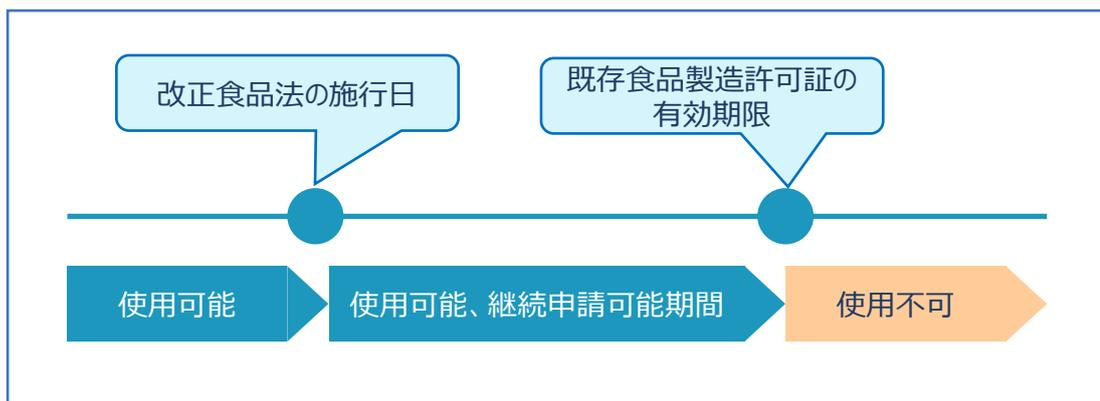 改正食品法の施行日
既存食品製造許可証の
有効期限
使用可能
使用可能、継続申請可能期間
使用不可